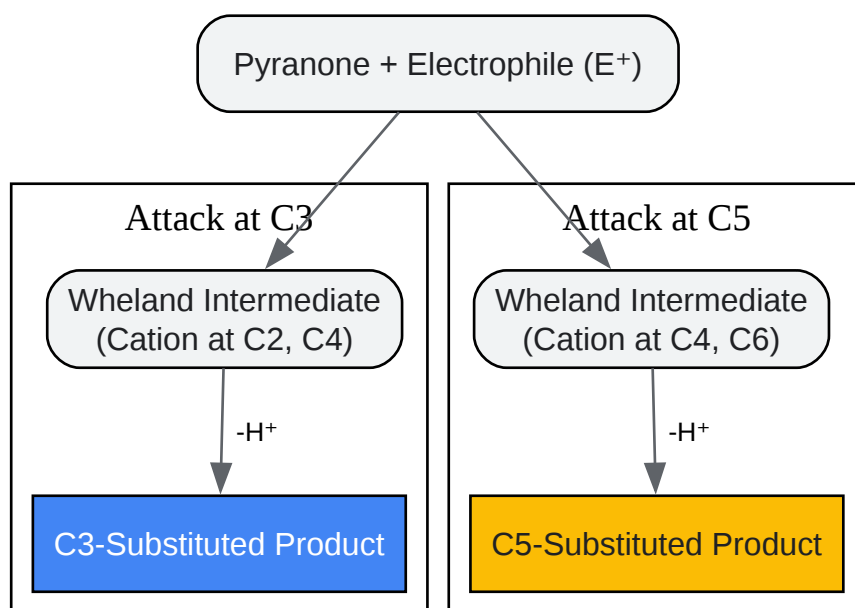 Pyranone + Electrophile (E⁺)
Attack at C3
Attack at C5
Wheland Intermediate
(Cation at C2, C4)
Wheland Intermediate
(Cation at C4, C6)
-H⁺
-H⁺
C3-Substituted Product
C5-Substituted Product